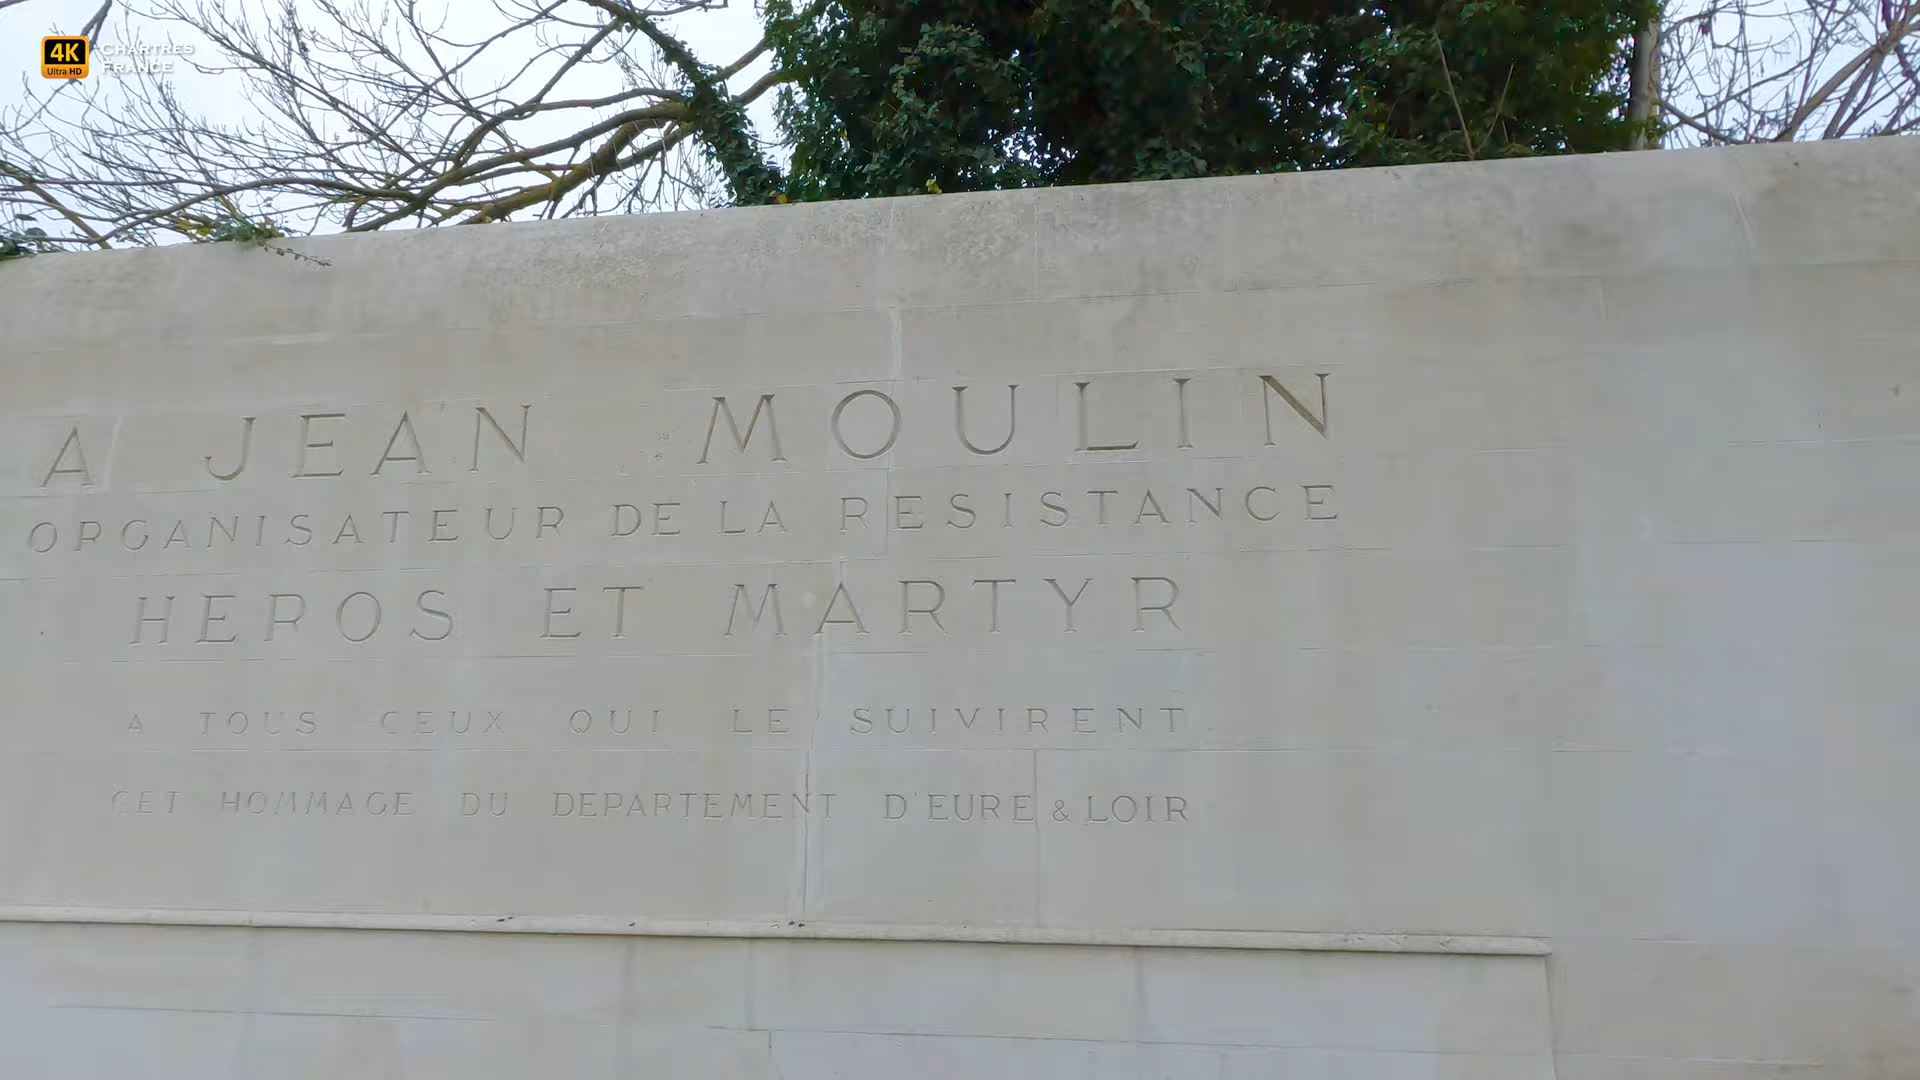 4K
Ultra HD
CHARTRES
FRANCE
A JEAN MOULIN
ORGANISATEUR DE LA RESISTANCE
HEROS ET MARTYR
A TOUS CEUX QUI LE SUIVIRENT
CET HOMMAGE DU DEPARTEMENT D'EURE & LOIR